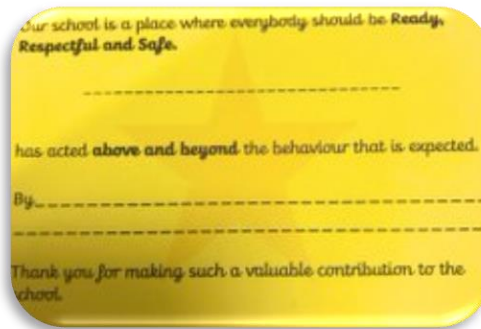 Our school is a place where everybody should be Ready,
Respectful and Safe.
has acted above and beyond the behaviour that is expected.
By
Thank you for making such a valuable contribution to the
school.